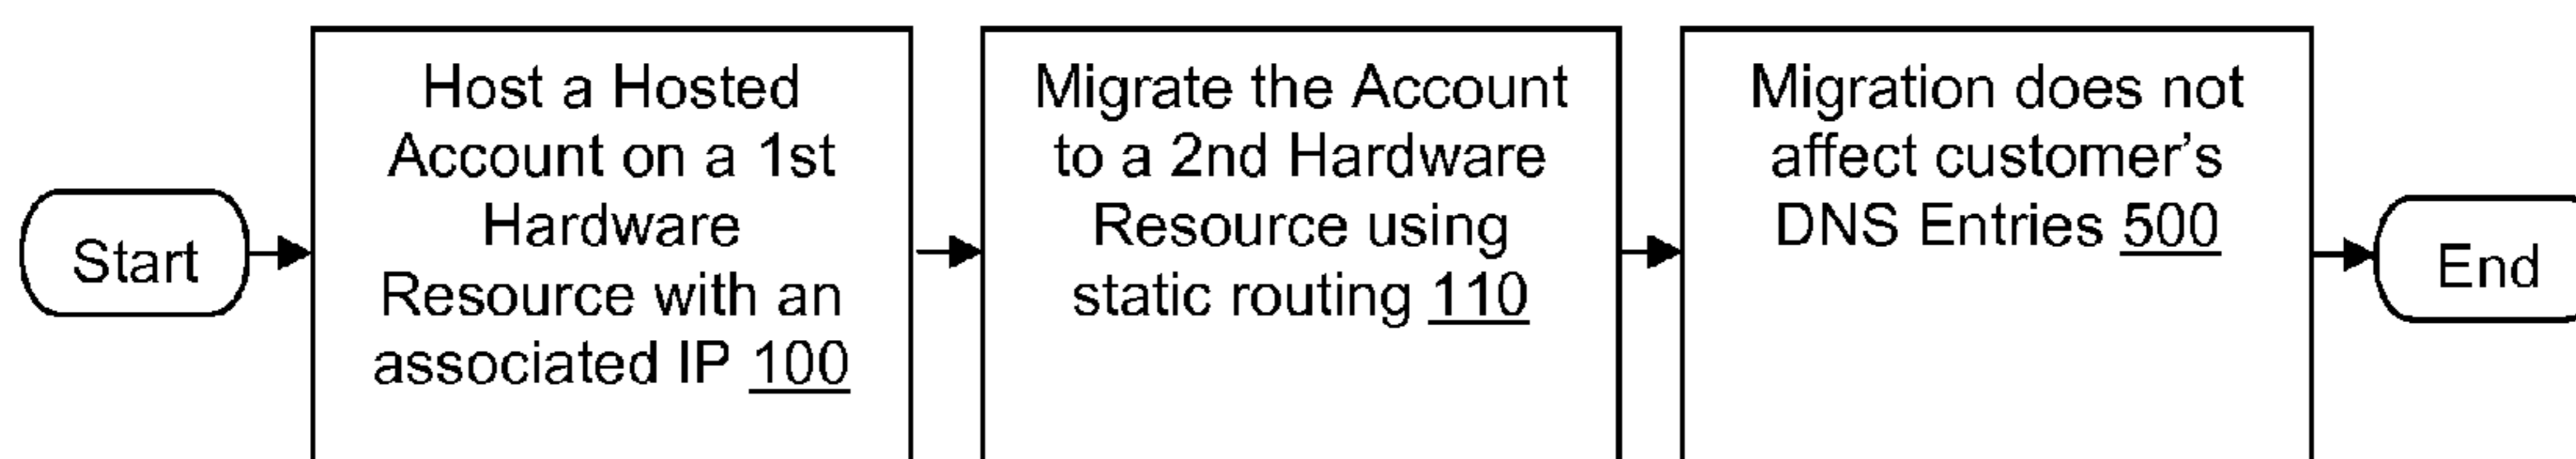 Start
Host a Hosted
Account on a 1st
Hardware
Resource with an
associated IP 100
Migrate the Account
to a 2nd Hardware
Resource using
static routing 110
Migration does not
affect customer’s
DNS Entries 500
End